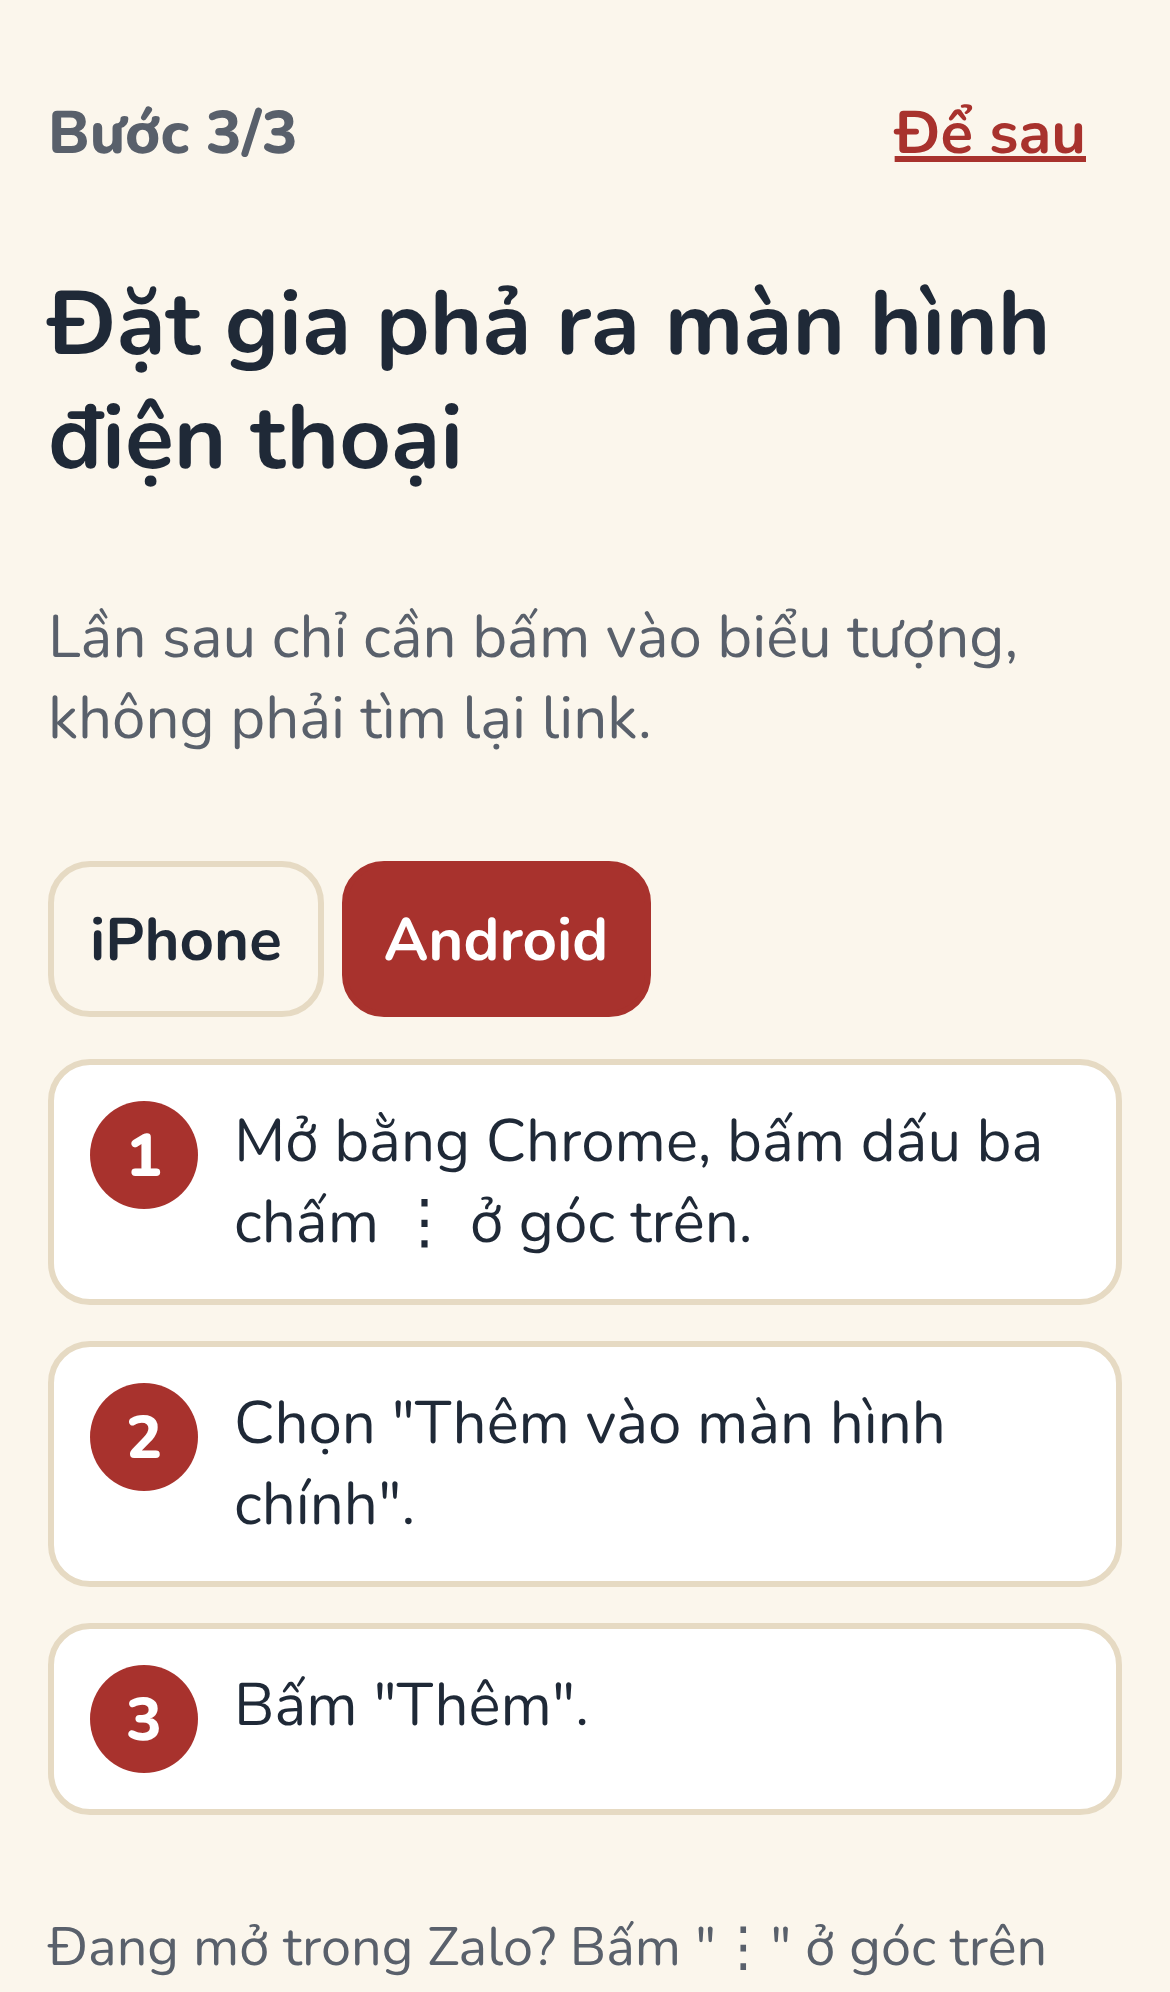 Bước 3/3
Để sau
Đặt gia phả ra màn hình
điện thoại
Lần sau chỉ cần bấm vào biểu tượng,
không phải tìm lại link.
iPhone
Android
1
Mở bằng Chrome, bấm dấu ba
chấm ⋮ ở góc trên.
2
Chọn "Thêm vào màn hình
chính".
3
Bấm "Thêm".
Đang mở trong Zalo? Bấm "⋮" ở góc trên